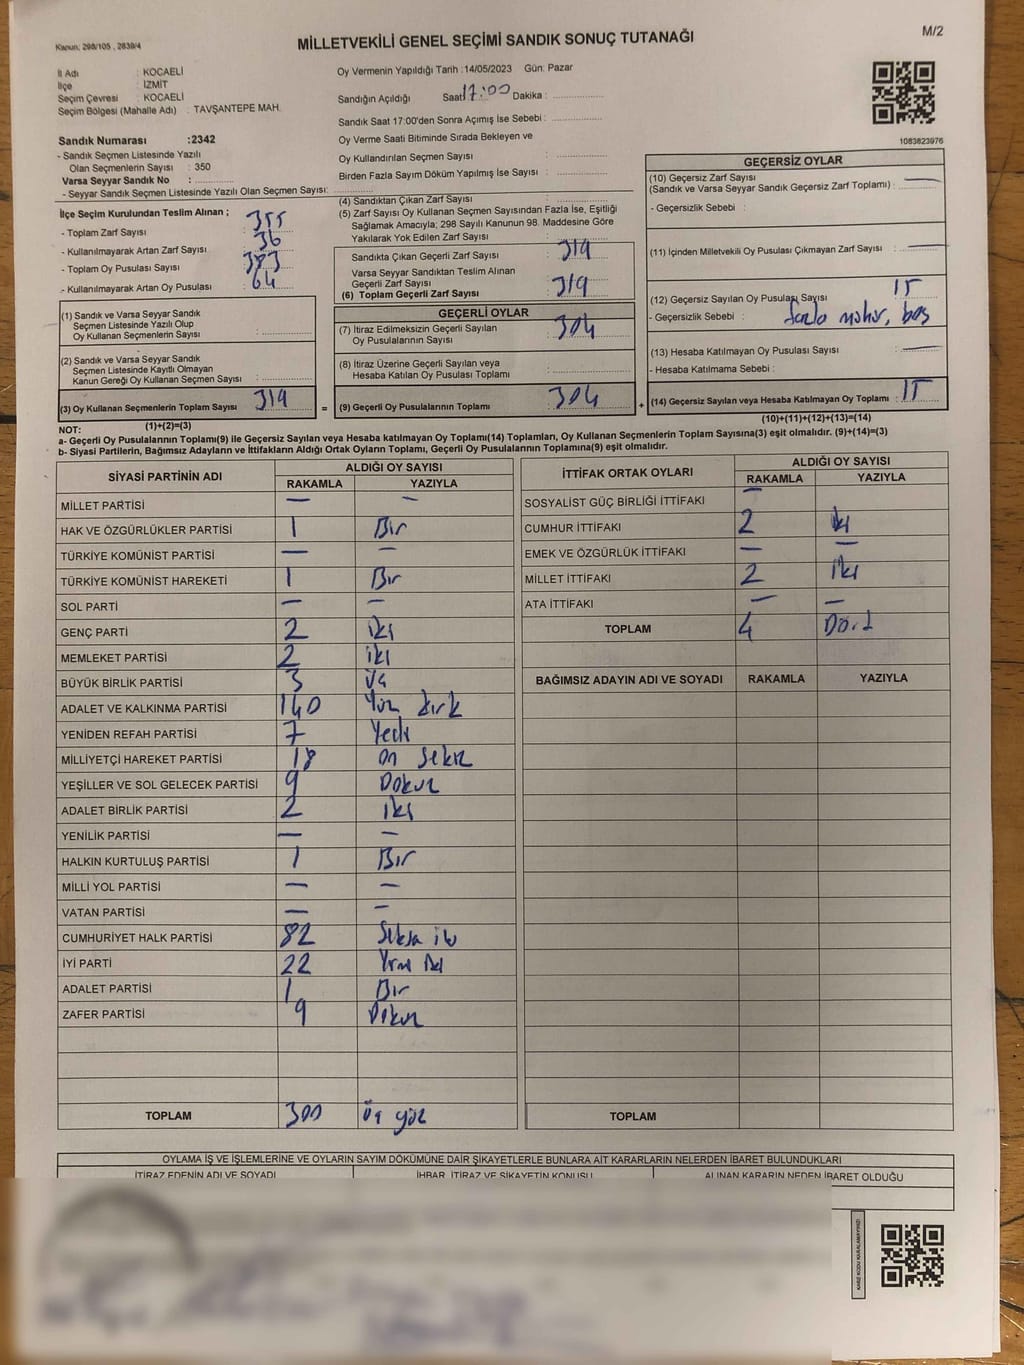 Kanun: 298/105 , 2839/4
MİLLETVEKİLİ GENEL SEÇİMİ SANDIK SONUÇ TUTANAĞI
M/2
İl Adı : KOCAELİ
İlçe : İZMİT
Seçim Çevresi : KOCAELİ
Seçim Bölgesi (Mahalle Adı) : TAVŞANTEPE MAH.
Sandık Numarası :2342
- Sandık Seçmen Listesinde Yazılı
Olan Seçmenlerin Sayısı : 350
Varsa Seyyar Sandık No :
- Seyyar Sandık Seçmen Listesinde Yazılı Olan Seçmen Sayısı:
Oy Vermenin Yapıldığı Tarih :14/05/2023 Gün: Pazar
Sandığın Açıldığı Saat 17:00 Dakika :
Sandık Saat 17:00'den Sonra Açımış İse Sebebi :
Oy Verme Saati Bitiminde Sırada Bekleyen ve
Oy Kullandırılan Seçmen Sayısı :
Birden Fazla Sayım Döküm Yapılmış İse Sayısı :
1083823976
İlçe Seçim Kurulundan Teslim Alınan ;
- Toplam Zarf Sayısı : 355
- Kullanılmayarak Artan Zarf Sayısı : 36
- Toplam Oy Pusulası Sayısı : 383
- Kullanılmayarak Artan Oy Pusulası : 64
(1) Sandık ve Varsa Seyyar Sandık
Seçmen Listesinde Yazılı Olup
Oy Kullanan Seçmenlerin Sayısı :
(2) Sandık ve Varsa Seyyar Sandık
Seçmen Listesinde Kayıtlı Olmayan
Kanun Gereği Oy Kullanan Seçmen Sayısı :
(3) Oy Kullanan Seçmenlerin Toplam Sayısı : 319
(1)+(2)=(3)
(4) Sandıktan Çıkan Zarf Sayısı :
(5) Zarf Sayısı Oy Kullanan Seçmen Sayısından Fazla İse, Eşitliği
Sağlamak Amacıyla; 298 Sayılı Kanunun 98. Maddesine Göre
Yakılarak Yok Edilen Zarf Sayısı :
Sandıkta Çıkan Geçerli Zarf Sayısı : 319
Varsa Seyyar Sandıktan Teslim Alınan
Geçerli Zarf Sayısı :
(6) Toplam Geçerli Zarf Sayısı : 319
GEÇERLİ OYLAR
(7) İtiraz Edilmeksizin Geçerli Sayılan
Oy Pusulalarının Sayısı : 304
(8) İtiraz Üzerine Geçerli Sayılan veya
Hesaba Katılan Oy Pusulası Toplamı :
= (9) Geçerli Oy Pusulalarının Toplamı : 304 +
GEÇERSİZ OYLAR
(10) Geçersiz Zarf Sayısı
(Sandık ve Varsa Seyyar Sandık Geçersiz Zarf Toplamı) : —
- Geçersizlik Sebebi :
(11) İçinden Milletvekili Oy Pusulası Çıkmayan Zarf Sayısı : —
(12) Geçersiz Sayılan Oy Pusulası Sayısı : 15
- Geçersizlik Sebebi : fazla mühür, boş
(13) Hesaba Katılmayan Oy Pusulası Sayısı : —
- Hesaba Katılmama Sebebi :
(14) Geçersiz Sayılan veya Hesaba Katılmayan Oy Toplamı : 15
(10)+(11)+(12)+(13)=(14)
NOT:
a- Geçerli Oy Pusulalarının Toplamı(9) ile Geçersiz Sayılan veya Hesaba katılmayan Oy Toplamı(14) Toplamları, Oy Kullanan Seçmenlerin Toplam Sayısına(3) eşit olmalıdır. (9)+(14)=(3)
b- Siyasi Partilerin, Bağımsız Adayların ve İttifakların Aldığı Ortak Oyların Toplamı, Geçerli Oy Pusulalarının Toplamına(9) eşit olmalıdır.
SİYASİ PARTİNİN ADI ALDIĞI OY SAYISI
RAKAMLA YAZIYLA
MİLLET PARTİSİ — —
HAK VE ÖZGÜRLÜKLER PARTİSİ 1 Bir
TÜRKİYE KOMÜNİST PARTİSİ — —
TÜRKİYE KOMÜNİST HAREKETİ 1 Bir
SOL PARTİ — —
GENÇ PARTİ 2 iki
MEMLEKET PARTİSİ 2 iki
BÜYÜK BİRLİK PARTİSİ 3 üç
ADALET VE KALKINMA PARTİSİ 140 Yüz kırk
YENİDEN REFAH PARTİSİ 7 Yedi
MİLLİYETÇİ HAREKET PARTİSİ 18 on sekiz
YEŞİLLER VE SOL GELECEK PARTİSİ 9 Dokuz
ADALET BİRLİK PARTİSİ 2 iki
YENİLİK PARTİSİ — —
HALKIN KURTULUŞ PARTİSİ 1 Bir
MİLLİ YOL PARTİSİ — —
VATAN PARTİSİ — —
CUMHURİYET HALK PARTİSİ 82 Seksen iki
İYİ PARTİ 22 Yirmi iki
ADALET PARTİSİ 1 Bir
ZAFER PARTİSİ 9 Dokuz
TOPLAM 300 Üç yüz
İTTİFAK ORTAK OYLARI ALDIĞI OY SAYISI
RAKAMLA YAZIYLA
SOSYALİST GÜÇ BİRLİĞİ İTTİFAKI —
CUMHUR İTTİFAKI 2 iki
EMEK VE ÖZGÜRLÜK İTTİFAKI — —
MİLLET İTTİFAKI 2 iki
ATA İTTİFAKI — —
TOPLAM 4 Dört
BAĞIMSIZ ADAYIN ADI VE SOYADI RAKAMLA YAZIYLA
TOPLAM
OYLAMA İŞ VE İŞLEMLERİNE VE OYLARIN SAYIM DÖKÜMÜNE DAİR ŞİKAYETLERLE BUNLARA AİT KARARLARIN NELERDEN İBARET BULUNDUKLARI
İTİRAZ EDENİN ADI VE SOYADI İHBAR, İTİRAZ VE ŞİKAYETİN KONUSU ALINAN KARARIN NEDEN İBARET OLDUĞU
KARE KODU KARALAMAYINIZ!